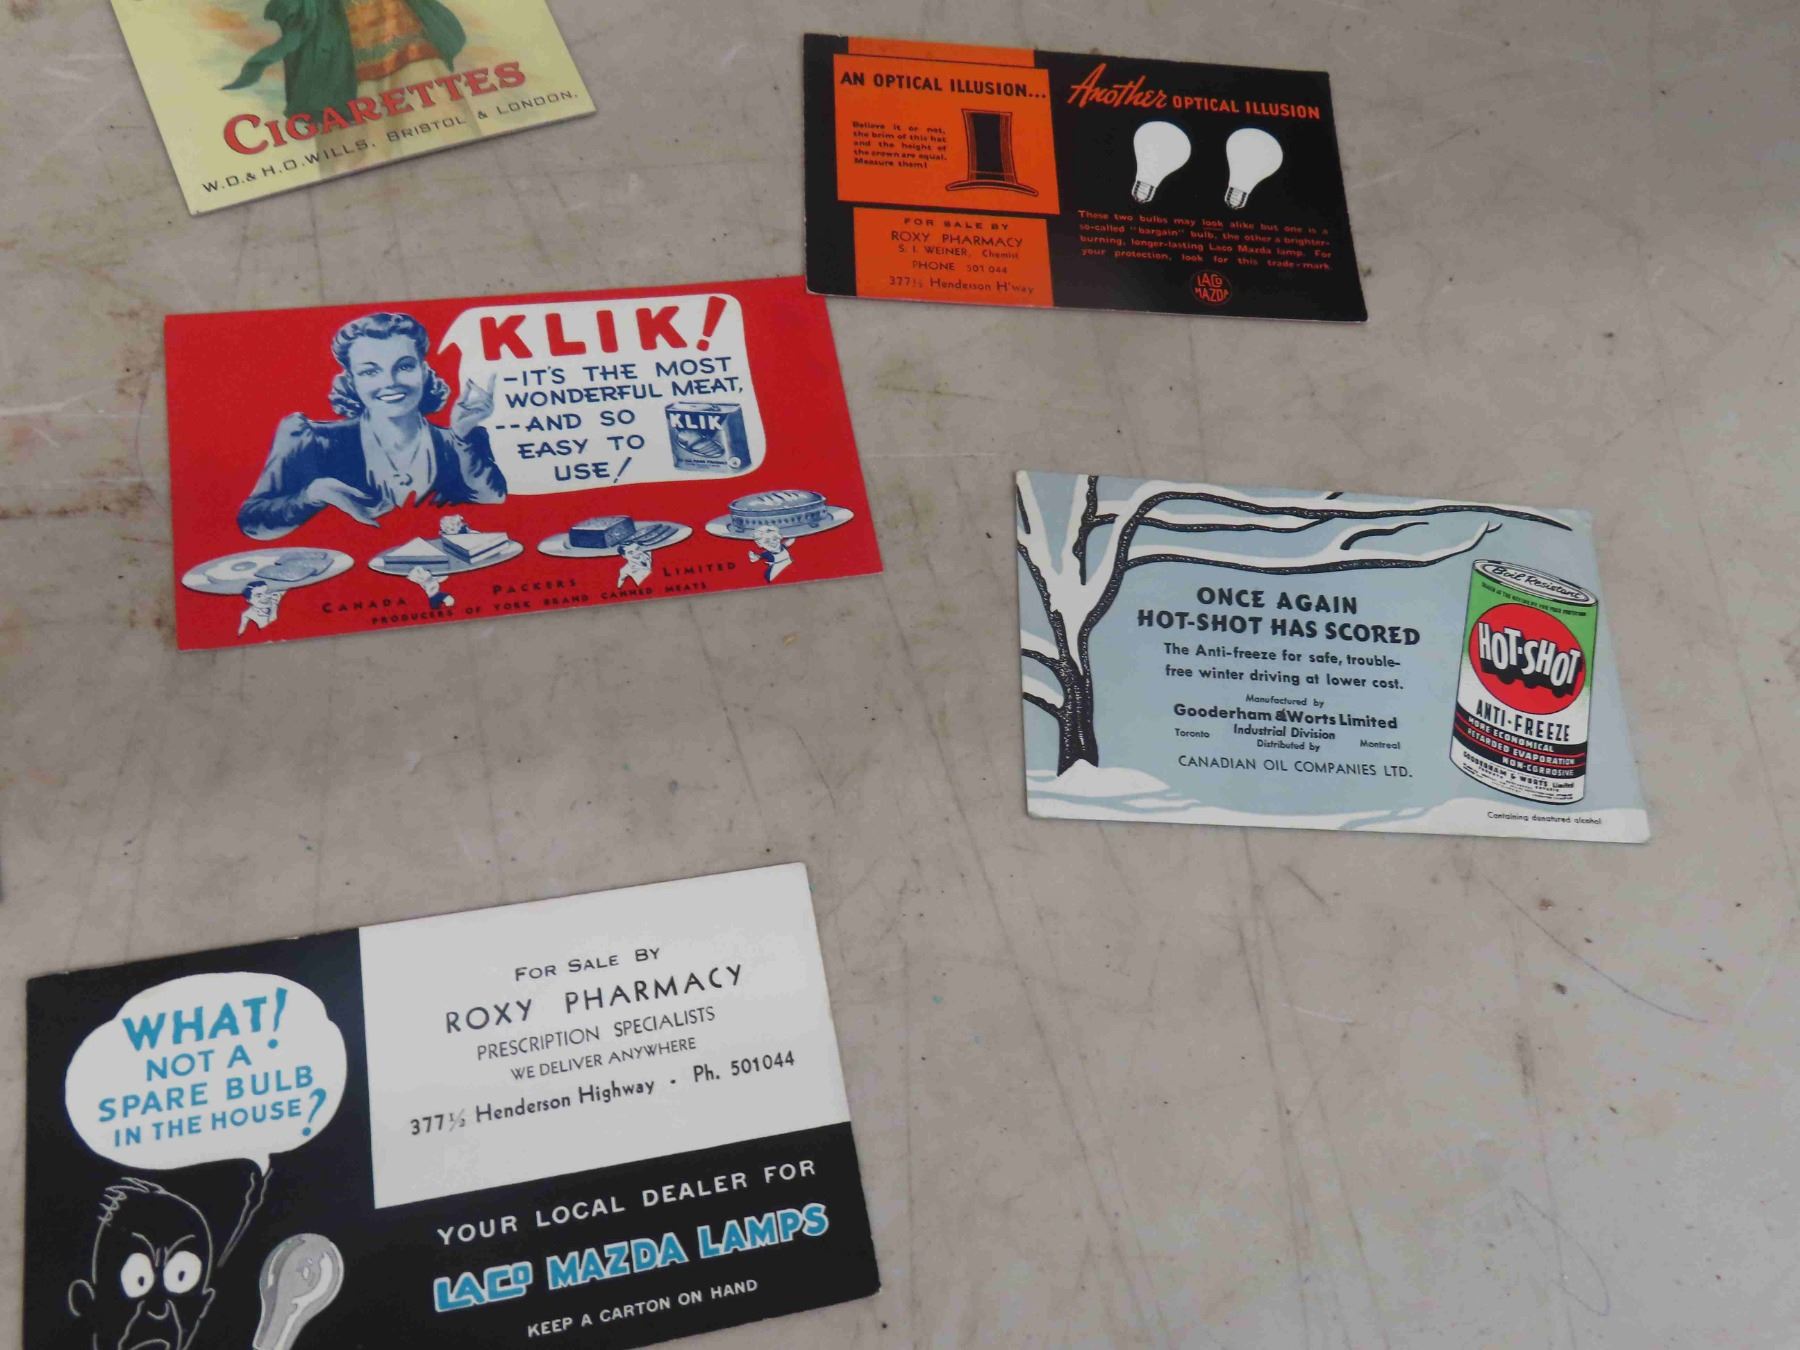 CIGARETTES
W.D.& H.O.WILLS. BRISTOL & LONDON.
AN OPTICAL ILLUSION...
Believe it or not,
the brim of this hat
and the height of
the crown are equal.
Measure them!
FOR SALE BY
ROXY PHARMACY
S. I. WEINER, Chemist
PHONE 501 044
377½ Henderson H'way
Another OPTICAL ILLUSION
These two bulbs may look alike but one is a
so-called "bargain" bulb, the other a brighter-
burning, longer-lasting Laco Mazda lamp. For
your protection, look for this trade-mark.
LACO
MAZDA
KLIK!
-IT'S THE MOST
WONDERFUL MEAT,
--AND SO
EASY TO
USE!
KLIK
CANADA PACKERS LIMITED
PRODUCERS OF YORK BRAND CANNED MEATS
ONCE AGAIN
HOT-SHOT HAS SCORED
The Anti-freeze for safe, trouble-
free winter driving at lower cost.
Manufactured by
Gooderham & Worts Limited
Industrial Division
Toronto Montreal
Distributed by
CANADIAN OIL COMPANIES LTD.
Boil Resistant
HOT-SHOT
ANTI-FREEZE
MORE ECONOMICAL
RETARDED EVAPORATION
NON-CORROSIVE
GOODERHAM & WORTS Limited
Containing denatured alcohol
WHAT!
NOT A
SPARE BULB
IN THE HOUSE?
FOR SALE BY
ROXY PHARMACY
PRESCRIPTION SPECIALISTS
WE DELIVER ANYWHERE
377½ Henderson Highway · Ph. 501044
YOUR LOCAL DEALER FOR
LACO MAZDA LAMPS
KEEP A CARTON ON HAND